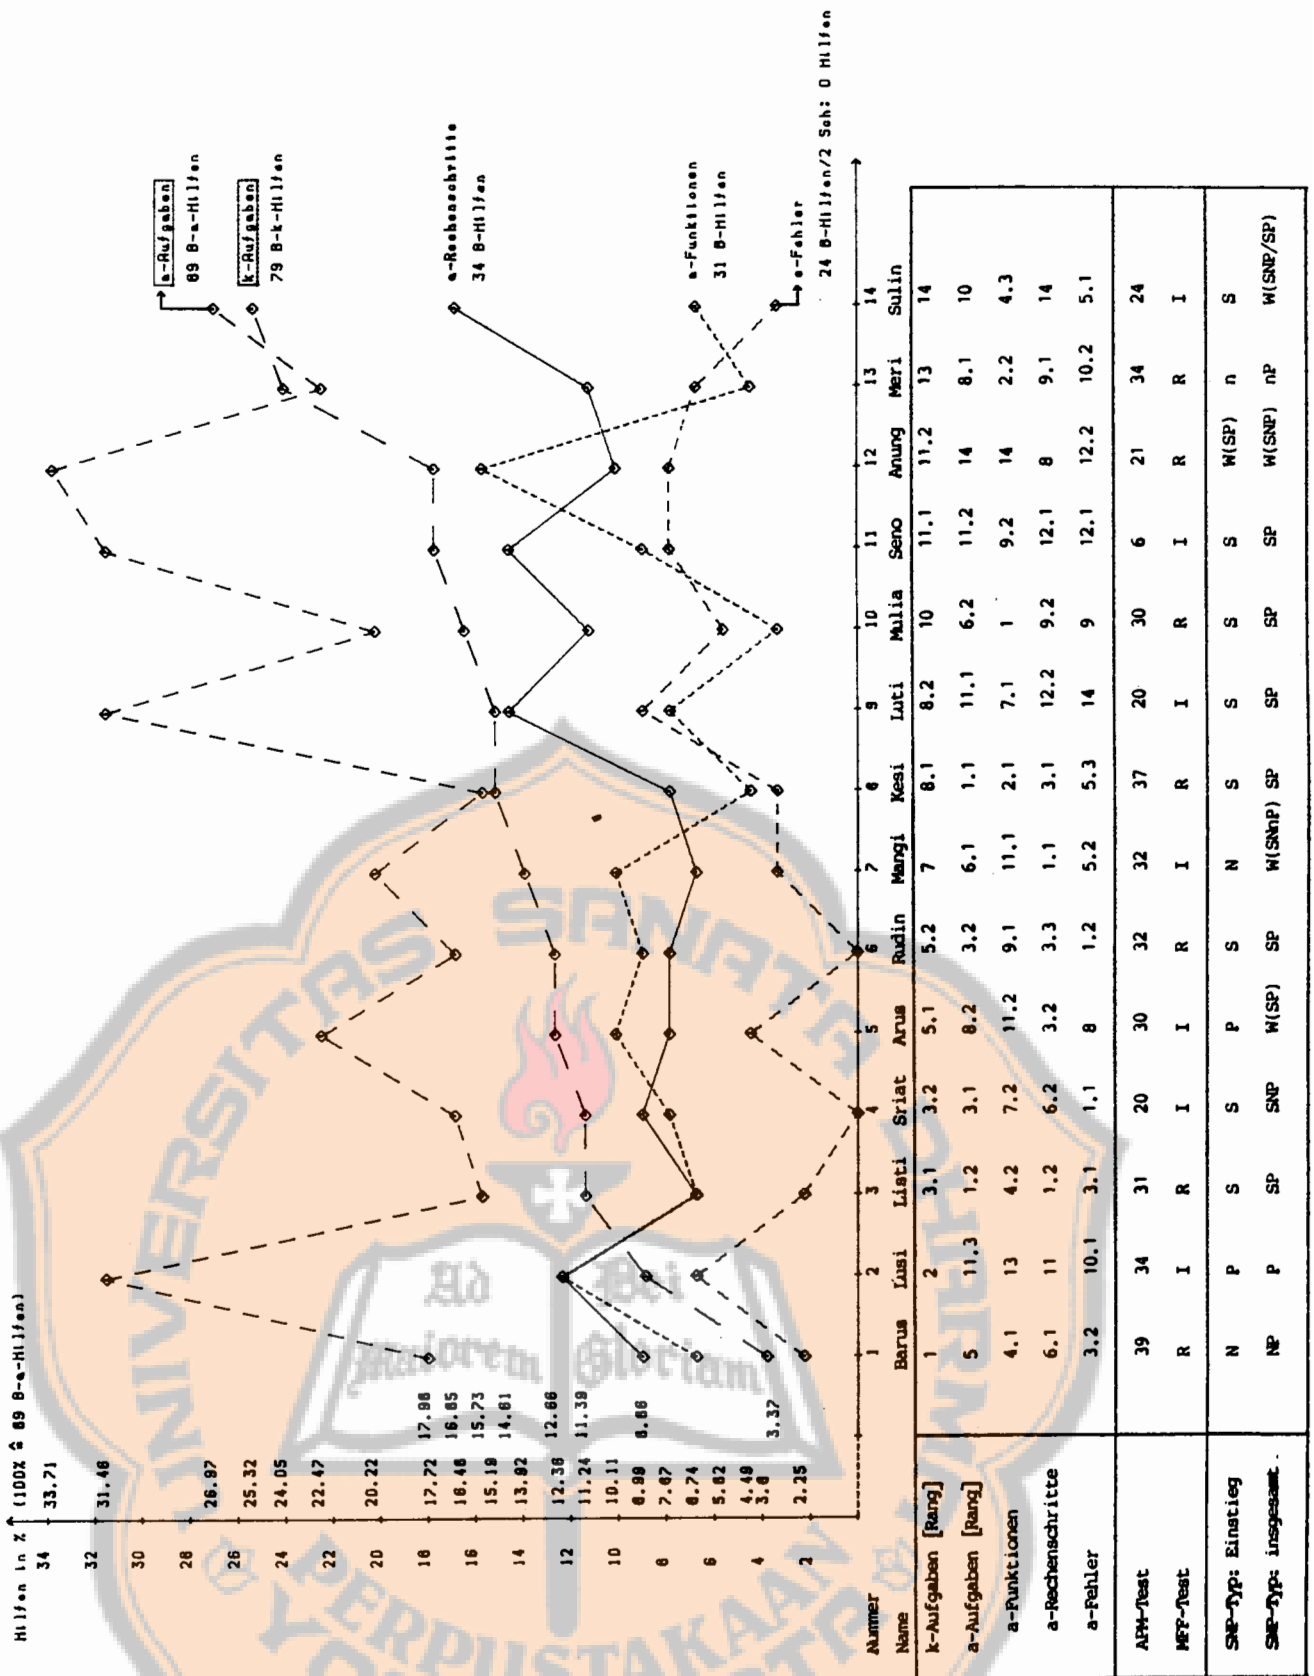 Hilfen in % (100% ≙ 89 B-a-Hilfen)
34
32
30
28
26
24
22
20
18
16
14
12
10
8
6
4
2
33.71
31.46
26.97
25.32
24.05
22.47
20.22
17.98
17.72
16.85
16.46
15.73
15.19
14.61
13.92
12.66
12.36
11.39
11.24
10.11
8.99
8.86
7.87
6.74
5.62
4.49
3.8
3.37
2.25
a-Aufgaben
89 B-a-Hilfen
k-Aufgaben
79 B-k-Hilfen
a-Rechenschritte
34 B-Hilfen
a-Funktionen
31 B-Hilfen
a-Fehler
24 B-Hilfen/2 Sch: 0 Hilfen
Nummer 1 2 3 4 5 6 7 8 9 10 11 12 13 14
Name Barus Lusi Listi Sriat Arus Rudin Mangi Kesi Luti Mulia Seno Anung Meri Sulin
k-Aufgaben [Rang] 1 2 3.1 3.2 5.1 5.2 7 8.1 8.2 10 11.1 11.2 13 14
a-Aufgaben [Rang] 5 11.3 1.2 3.1 8.2 3.2 6.1 1.1 11.1 6.2 11.2 14 8.1 10
a-Funktionen 4.1 13 4.2 7.2 11.2 9.1 11.1 2.1 7.1 1 9.2 14 2.2 4.3
a-Rechenschritte 6.1 11 1.2 6.2 3.2 3.3 1.1 3.1 12.2 9.2 12.1 8 9.1 14
a-Fehler 3.2 10.1 3.1 1.1 8 1.2 5.2 5.3 14 9 12.1 12.2 10.2 5.1
APM-Test 39 34 31 20 30 32 32 37 20 30 6 21 34 24
MFF-Test R I R I I R I R I R I R R I
SNP-Typ: Einstieg N P S S P S N S S S S W(SP) n S
SNP-Typ: insgesamt NP P SP SNP W(SP) SP W(SNnP) SP SP SP SP W(SNP) nP W(SNP/SP)
UNIVERSITAS SANATA DHARMA
Ad Dei
Maiorem Gloriam
PERPUSTAKAAN